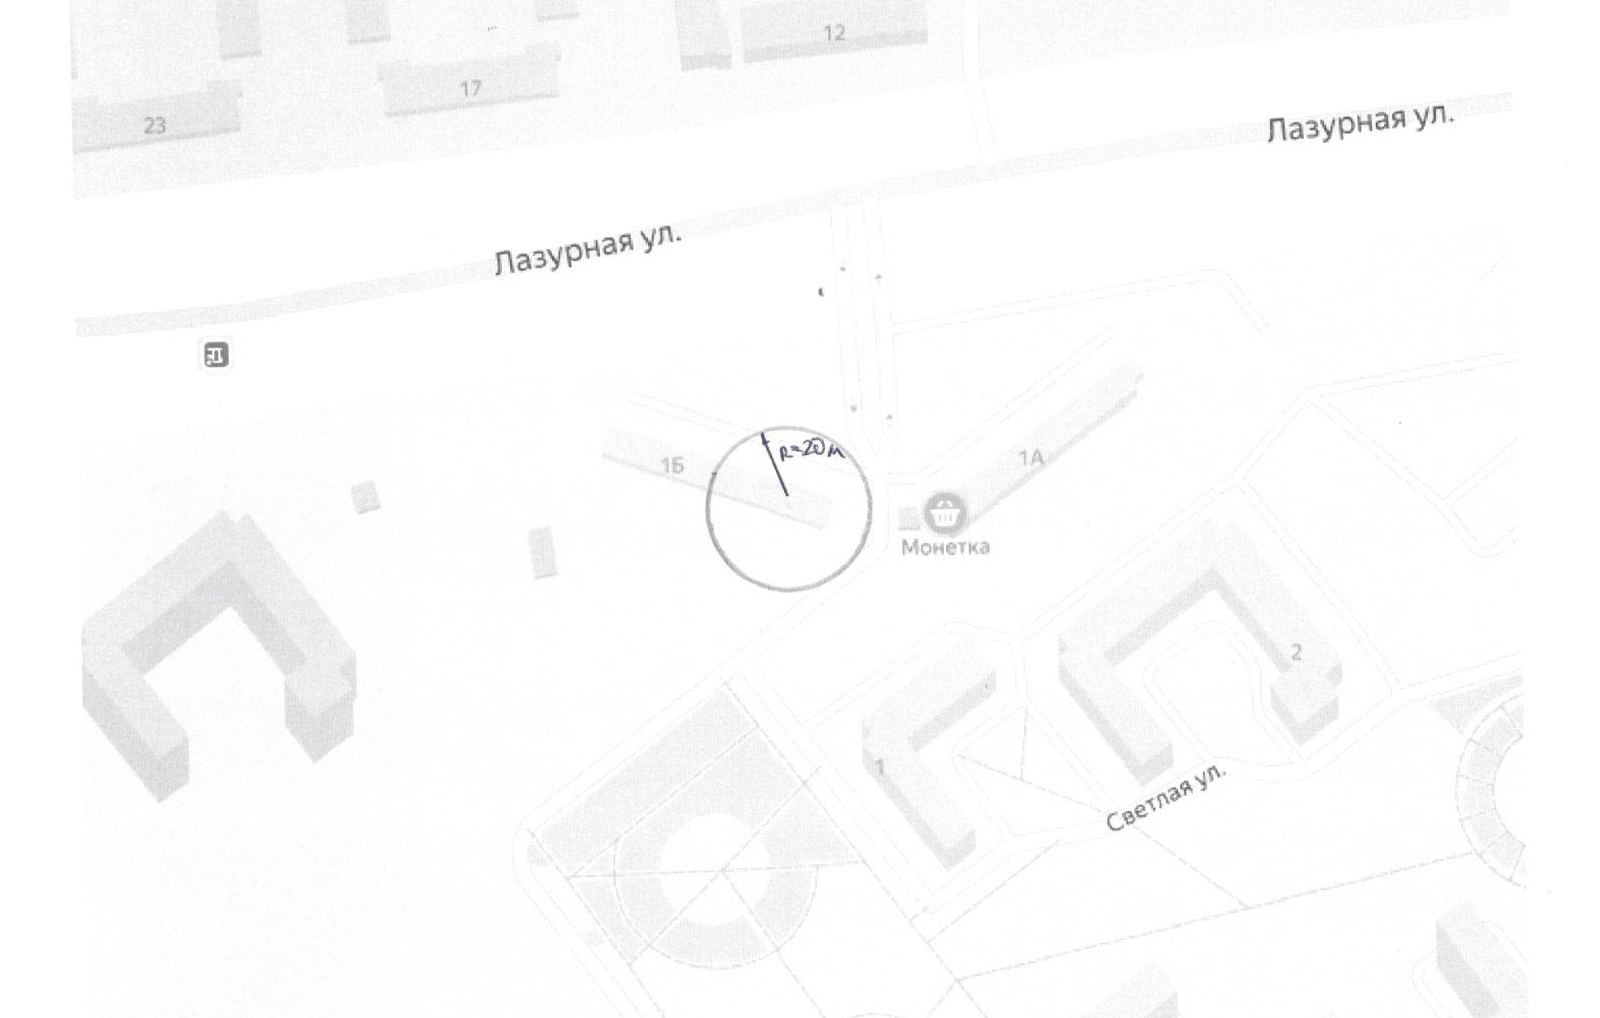 12
17
23
Лазурная ул.
Лазурная ул.
R=20м
1Б
1А
Монетка
2
1
Светлая ул.